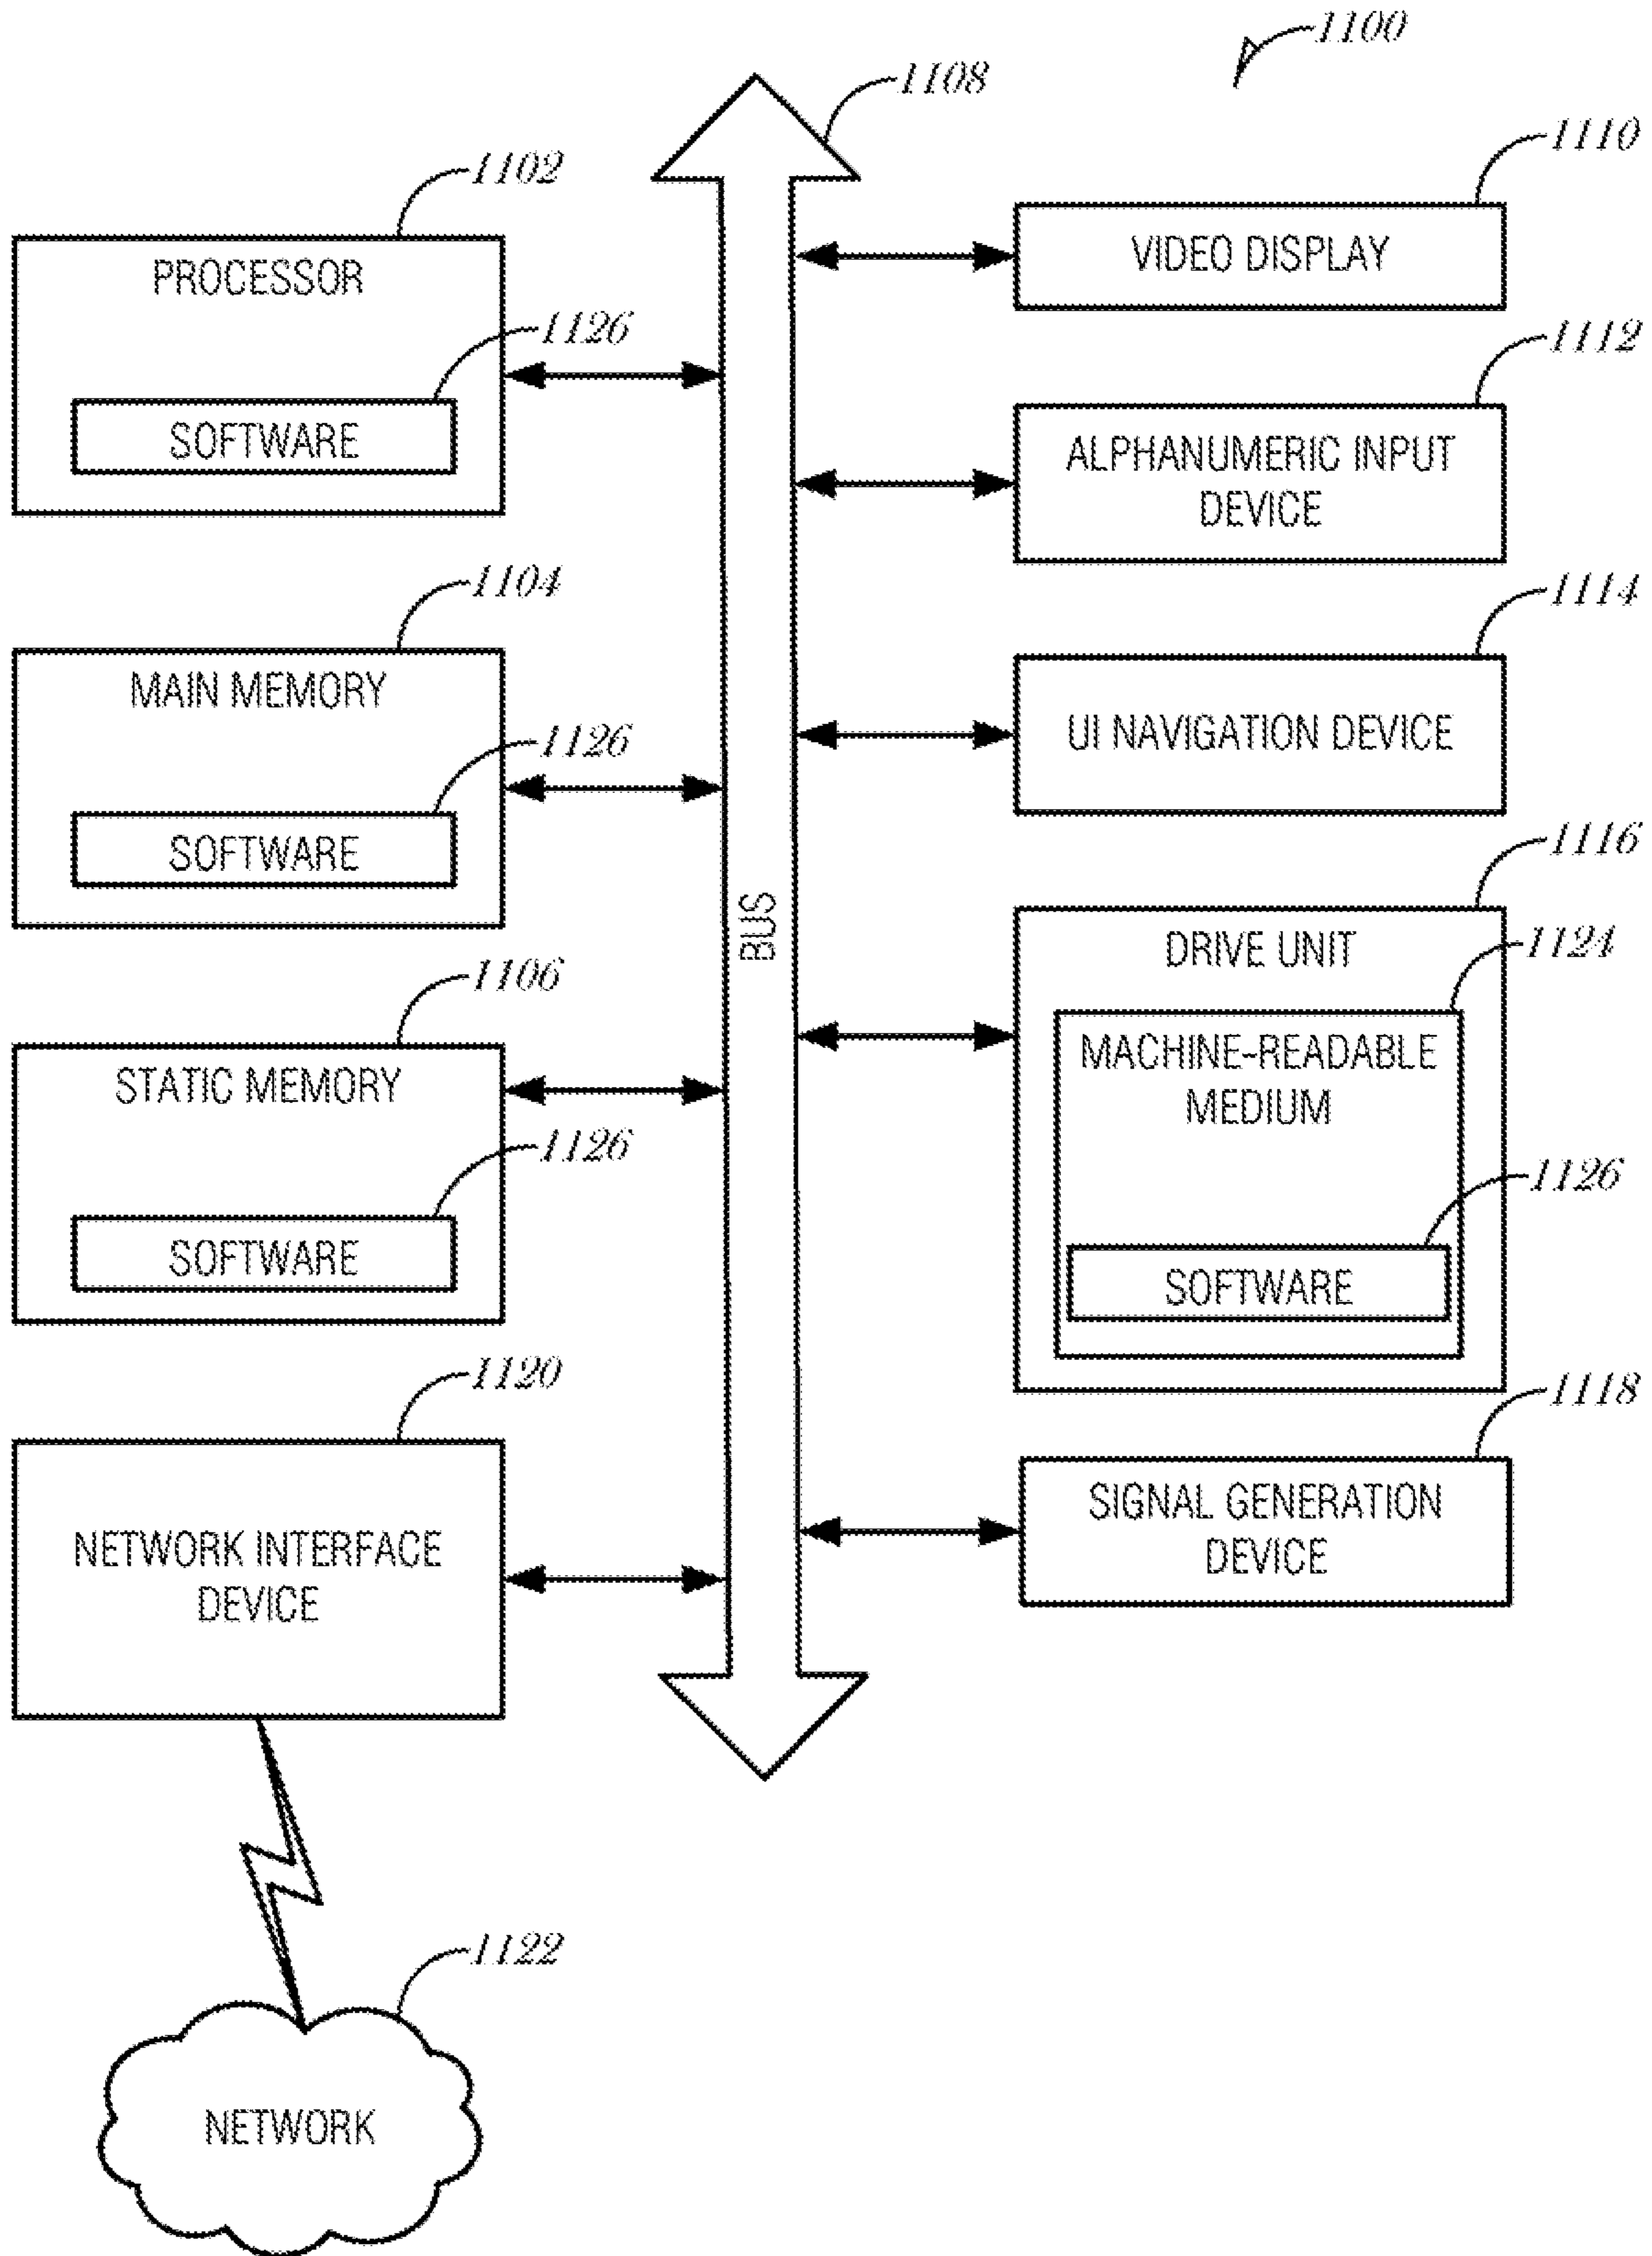 1100
1108
1102
PROCESSOR
1126
SOFTWARE
1104
MAIN MEMORY
1126
SOFTWARE
1106
STATIC MEMORY
1126
SOFTWARE
1120
NETWORK INTERFACE
DEVICE
1122
NETWORK
BUS
1110
VIDEO DISPLAY
1112
ALPHANUMERIC INPUT
DEVICE
1114
UI NAVIGATION DEVICE
1116
DRIVE UNIT
1124
MACHINE-READABLE
MEDIUM
1126
SOFTWARE
1118
SIGNAL GENERATION
DEVICE